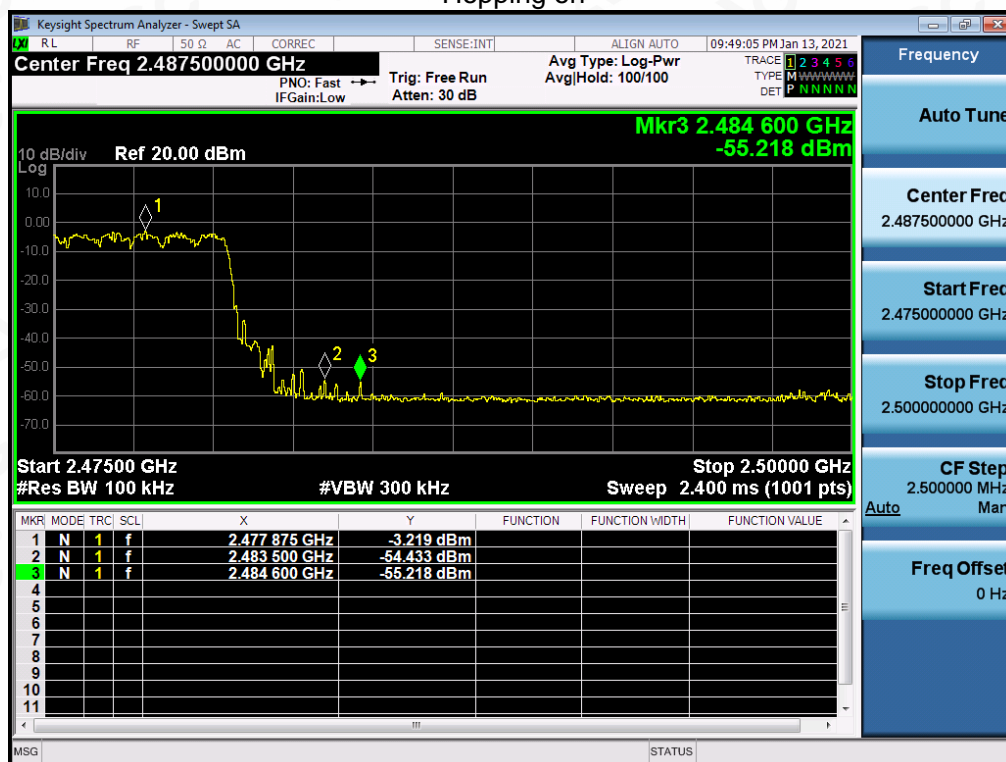 Hopping on
Keysight Spectrum Analyzer - Swept SA
LXI RL RF 50 Ω AC CORREC SENSE:INT ALIGN AUTO 09:49:05 PM Jan 13, 2021
Center Freq 2.487500000 GHz
PNO: Fast
IFGain:Low
Trig: Free Run
Atten: 30 dB
Avg Type: Log-Pwr
Avg|Hold: 100/100
TRACE 1 2 3 4 5 6
TYPE M WWWWW
DET P N N N N N
Mkr3 2.484 600 GHz
-55.218 dBm
10 dB/div Ref 20.00 dBm
Log
10.0
0.00
-10.0
-20.0
-30.0
-40.0
-50.0
-60.0
-70.0
1
2
3
Start 2.47500 GHz Stop 2.50000 GHz
#Res BW 100 kHz #VBW 300 kHz Sweep 2.400 ms (1001 pts)
MKR MODE TRC SCL X Y FUNCTION FUNCTION WIDTH FUNCTION VALUE
1 N 1 f 2.477 875 GHz -3.219 dBm
2 N 1 f 2.483 500 GHz -54.433 dBm
3 N 1 f 2.484 600 GHz -55.218 dBm
4
5
6
7
8
9
10
11
MSG STATUS
Frequency
Auto Tune
Center Freq
2.487500000 GHz
Start Freq
2.475000000 GHz
Stop Freq
2.500000000 GHz
CF Step
2.500000 MHz
Auto Man
Freq Offset
0 Hz